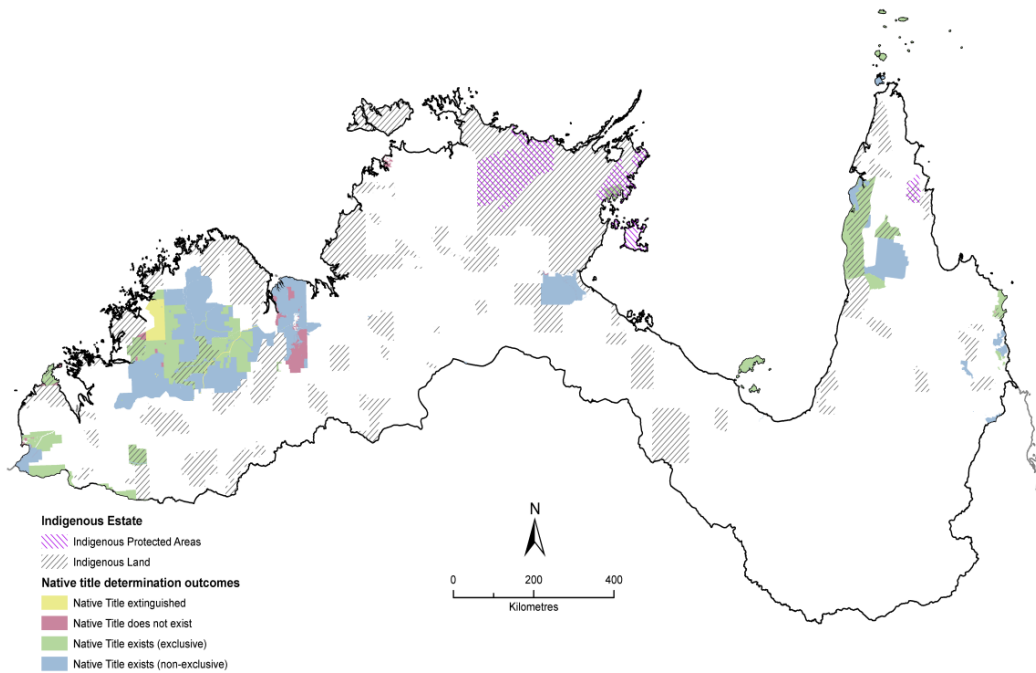 Indigenous Estate
Indigenous Protected Areas
Indigenous Land
Native title determination outcomes
Native Title extinguished
Native Title does not exist
Native Title exists (exclusive)
Native Title exists (non-exclusive)
N
0 200 400
Kilometres